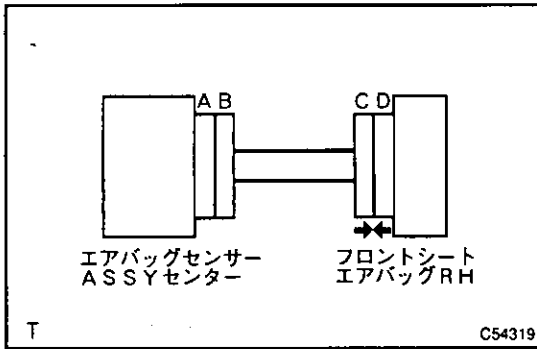 A B
C D
エアバッグセンサー
ASSYセンター
フロントシート
エアバッグRH
T
C54319